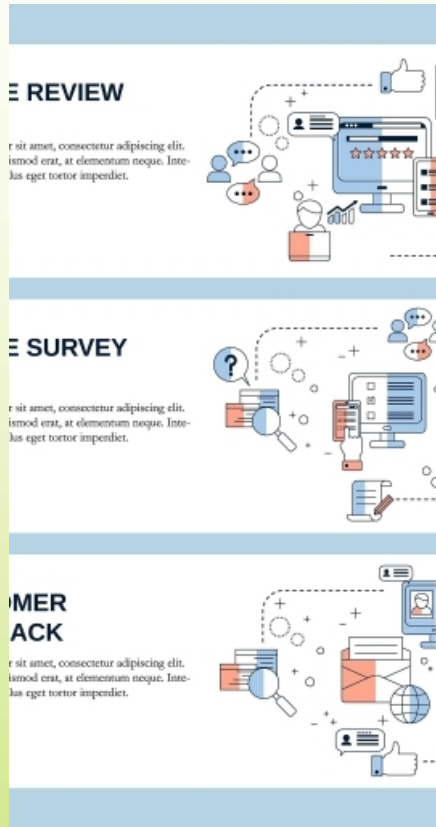 E REVIEW
r sit amet, consectetur adipiscing elit.
ismod erat, at elementum neque. Inte-
lus eget tortor imperdiet.
E SURVEY
?
r sit amet, consectetur adipiscing elit.
ismod erat, at elementum neque. Inte-
lus eget tortor imperdiet.
OMER
ACK
r sit amet, consectetur adipiscing elit.
ismod erat, at elementum neque. Inte-
lus eget tortor imperdiet.